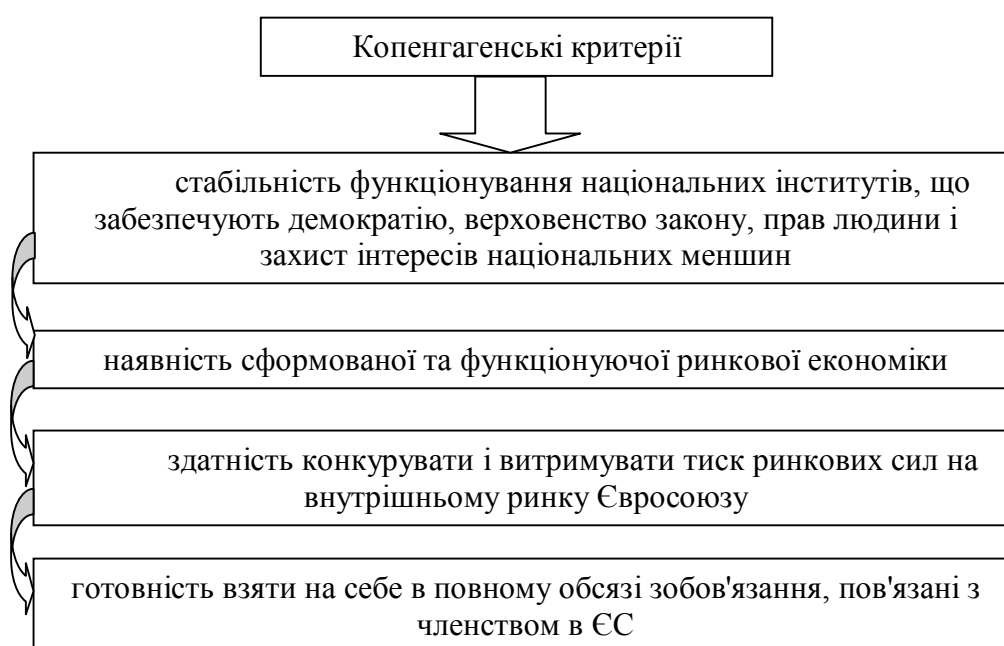 Копенгагенські критерії
стабільність функціонування національних інститутів, що
забезпечують демократію, верховенство закону, прав людини і
захист інтересів національних меншин
наявність сформованої та функціонуючої ринкової економіки
здатність конкурувати і витримувати тиск ринкових сил на
внутрішньому ринку Євросоюзу
готовність взяти на себе в повному обсязі зобов'язання, пов'язані з
членством в ЄС